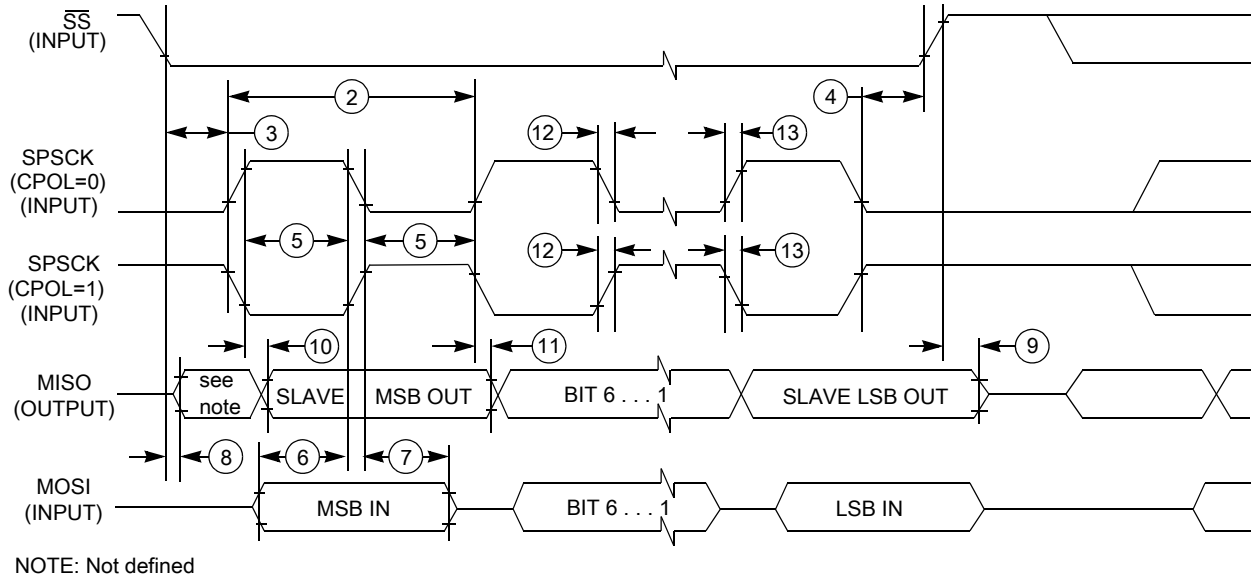 SS
(INPUT)
2
4
3
12
13
SPSCK
(CPOL=0)
(INPUT)
5
5
SPSCK
(CPOL=1)
(INPUT)
12
13
10
11
9
MISO
(OUTPUT)
see
note
SLAVE
MSB OUT
BIT 6 . . . 1
SLAVE LSB OUT
8
6
7
MOSI
(INPUT)
MSB IN
BIT 6 . . . 1
LSB IN
NOTE: Not defined